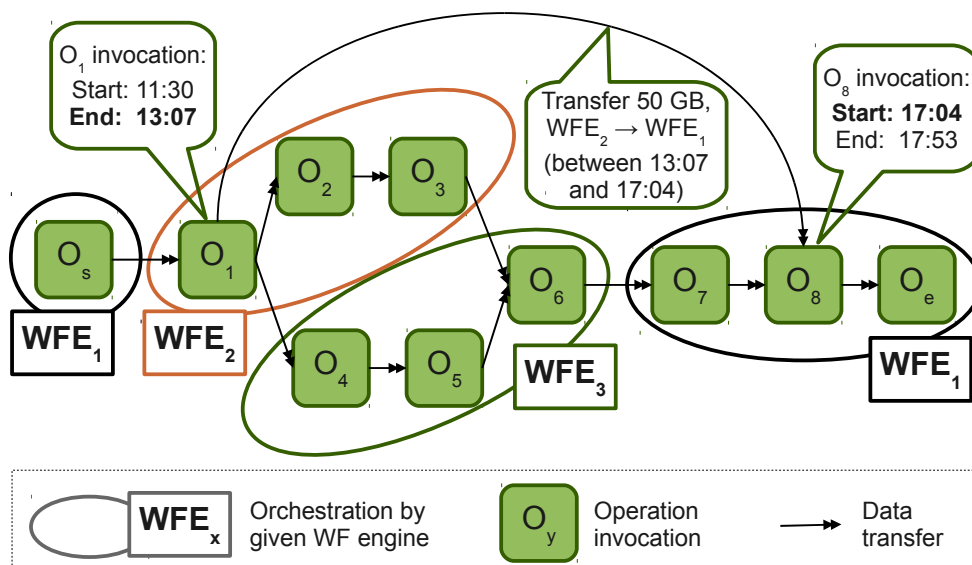 O1 invocation:
Start: 11:30
End: 13:07
Transfer 50 GB,
WFE2 → WFE1
(between 13:07
and 17:04)
O8 invocation:
Start: 17:04
End: 17:53
Os
O1
O2
O3
O4
O5
O6
O7
O8
Oe
WFE1
WFE2
WFE3
WFE1
WFEx
Orchestration by
given WF engine
Oy
Operation
invocation
Data
transfer